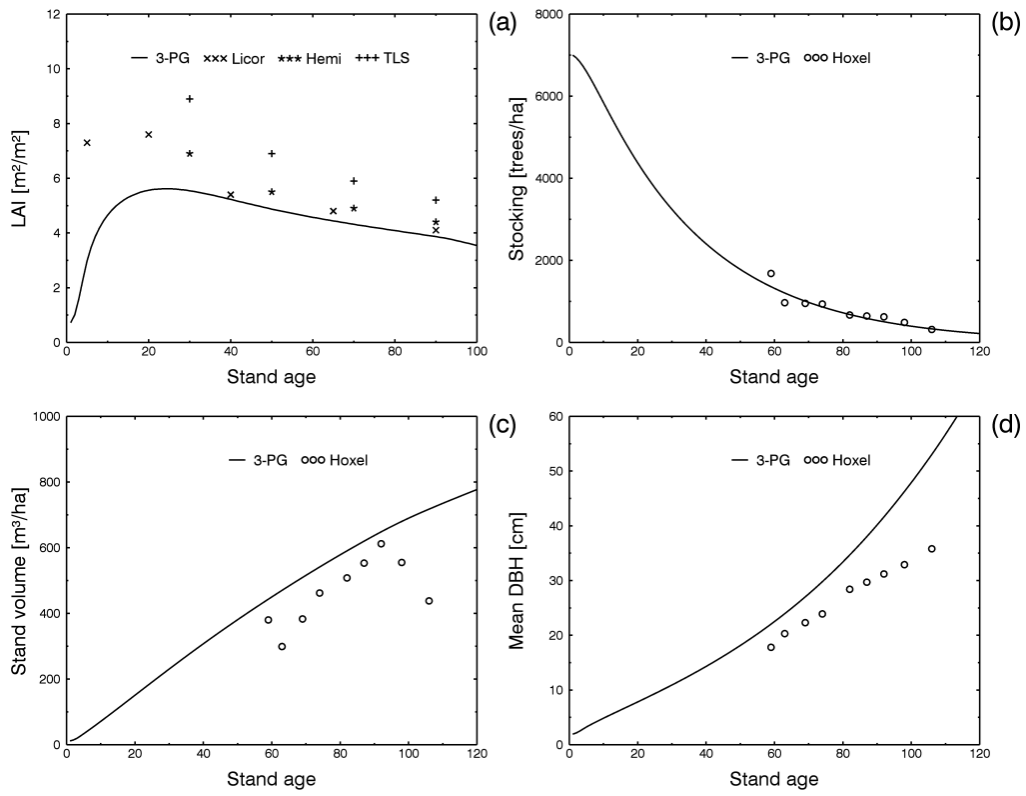 (a)
12
10
8
6
4
2
0
LAI [m²/m²]
3-PG ××× Licor *** Hemi +++ TLS
0 20 40 60 80 100
Stand age
(b)
8000
6000
4000
2000
0
Stocking [trees/ha]
3-PG ooo Hoxel
0 20 40 60 80 100 120
Stand age
(c)
1000
800
600
400
200
0
Stand volume [m³/ha]
3-PG ooo Hoxel
0 20 40 60 80 100 120
Stand age
(d)
60
50
40
30
20
10
0
Mean DBH [cm]
3-PG ooo Hoxel
0 20 40 60 80 100 120
Stand age